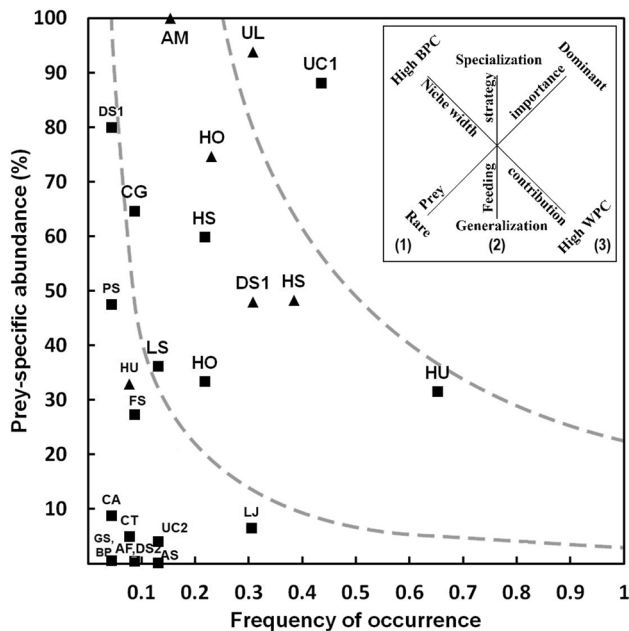 100
90
80
70
60
50
40
30
20
10
Prey-specific abundance (%)
AM
UL
UC1
DS1
HO
CG
HS
PS
DS1
HS
LS
HO
HU
HU
FS
CA
CT
UC2
LJ
GS,
BP
AF,DS2
AS
High BPC
Specialization
Dominant
Niche width
strategy
importance
Prey
Feeding
contribution
Rare
Generalization
High WPC
(1)
(2)
(3)
0.1
0.2
0.3
0.4
0.5
0.6
0.7
0.8
0.9
1
Frequency of occurrence